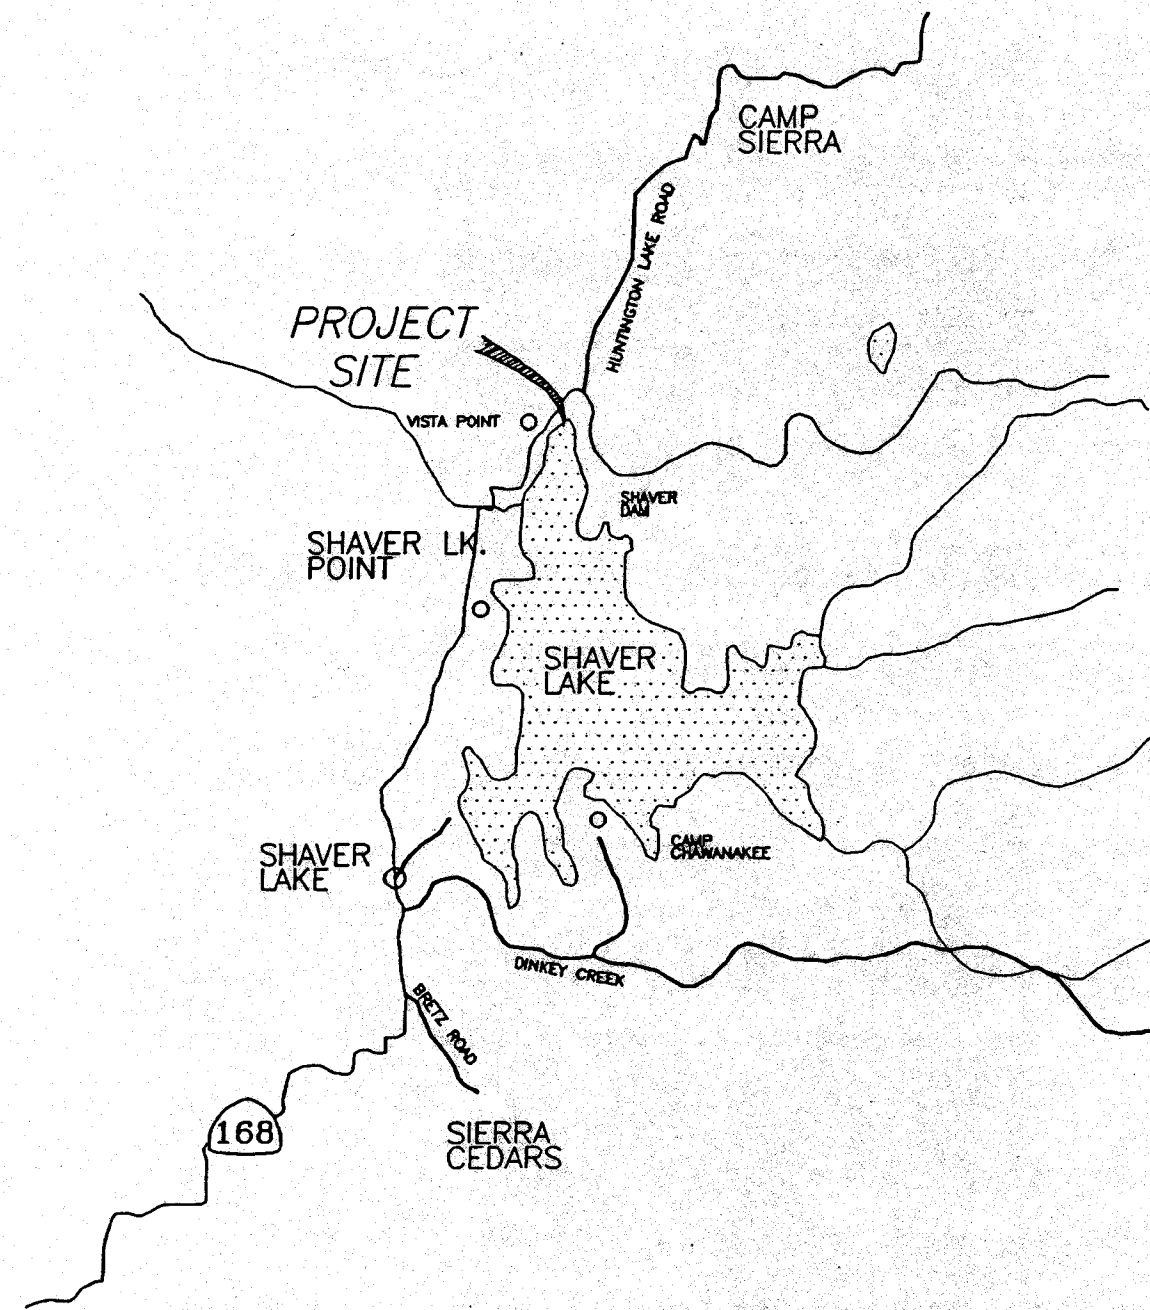 CAMP
SIERRA
HUNTINGTON LAKE ROAD
PROJECT
SITE
VISTA POINT
SHAVER
DAM
SHAVER LK.
POINT
SHAVER
LAKE
SHAVER
LAKE
CAMP
CHAWANAKEE
DINKEY CREEK
BRETZ ROAD
168
SIERRA
CEDARS